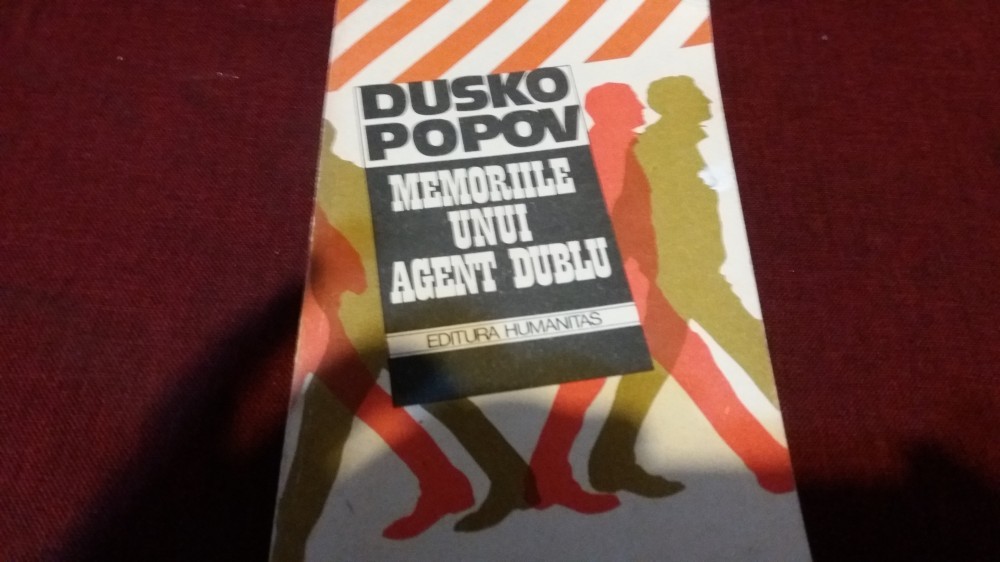 DUSKO
POPOV
MEMORIILE
UNUI
AGENT DUBLU
EDITURA HUMANITAS